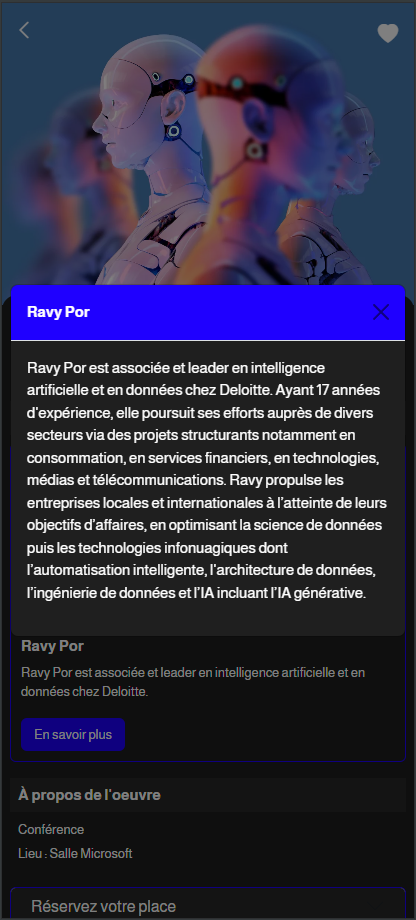 Ravy Por
Ravy Por est associée et leader en intelligence
artificielle et en données chez Deloitte. Ayant 17 années
d'expérience, elle poursuit ses efforts auprès de divers
secteurs via des projets structurants notamment en
consommation, en services financiers, en technologies,
médias et télécommunications. Ravy propulse les
entreprises locales et internationales à l'atteinte de leurs
objectifs d'affaires, en optimisant la science de données
puis les technologies infonuagiques dont
l'automatisation intelligente, l'architecture de données,
l'ingénierie de données et l'IA incluant l'IA générative.
Ravy Por
Ravy Por est associée et leader en intelligence artificielle et en
données chez Deloitte.
En savoir plus
À propos de l'oeuvre
Conférence
Lieu : Salle Microsoft
Réservez votre place